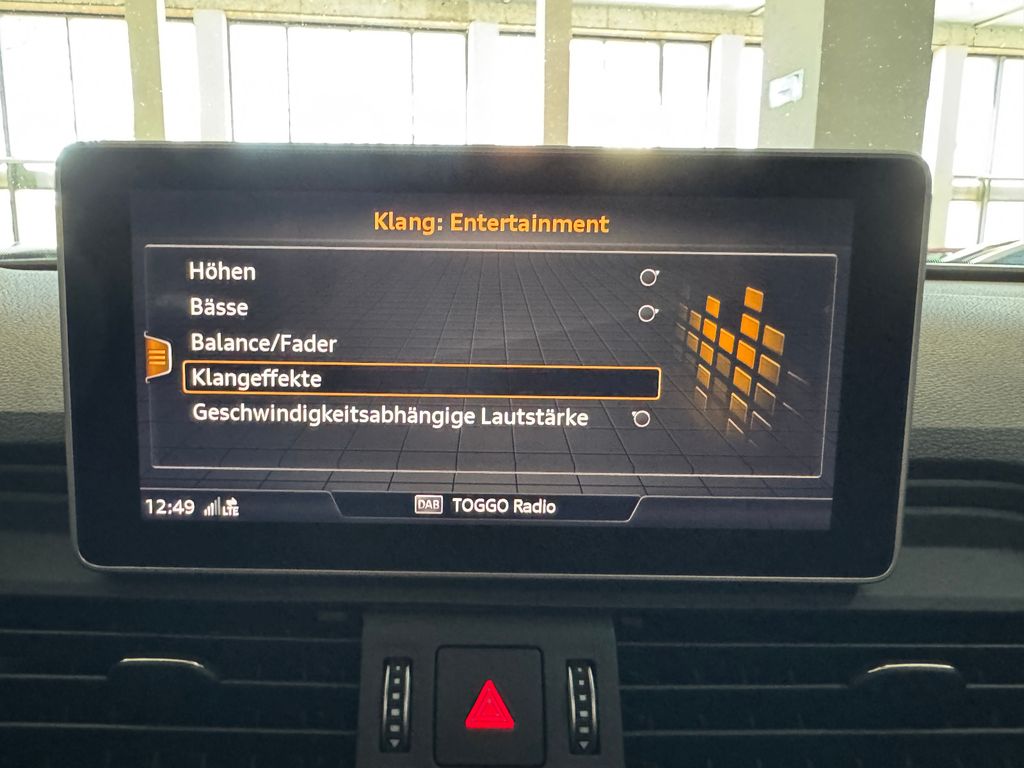 Klang: Entertainment
Höhen
Bässe
Balance/Fader
Klangeffekte
Geschwindigkeitsabhängige Lautstärke
12:49 LTE DAB TOGGO Radio